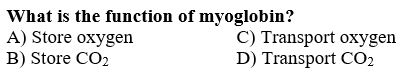 What is the function of myoglobin?
A) Store oxygen C) Transport oxygen
B) Store CO2 D) Transport CO2